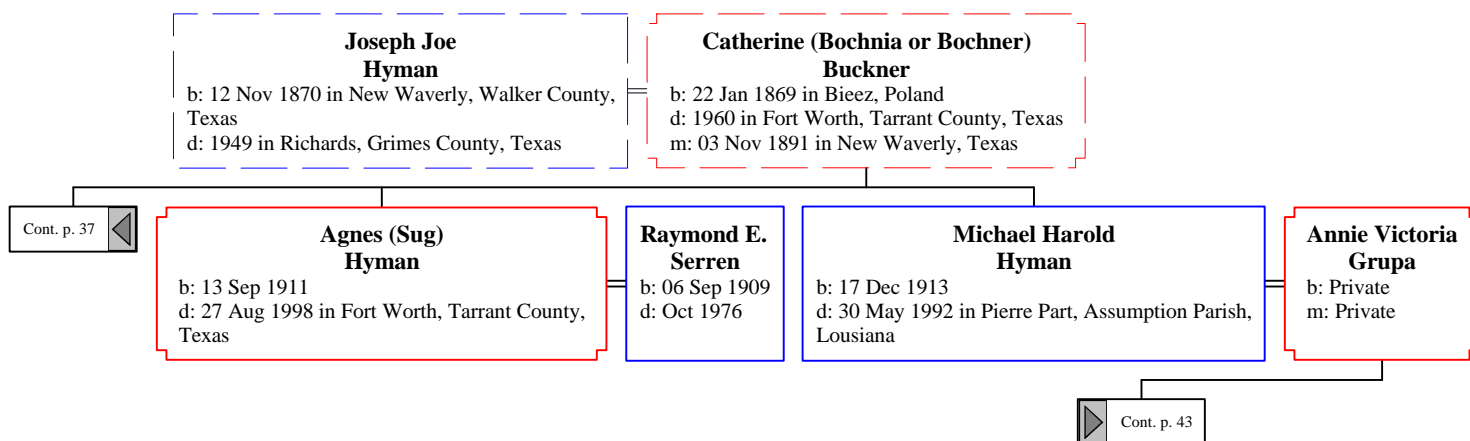 Joseph Joe
Hyman
b: 12 Nov 1870 in New Waverly, Walker County,
Texas
d: 1949 in Richards, Grimes County, Texas
Catherine (Bochnia or Bochner)
Buckner
b: 22 Jan 1869 in Bieez, Poland
d: 1960 in Fort Worth, Tarrant County, Texas
m: 03 Nov 1891 in New Waverly, Texas
Cont. p. 37
Agnes (Sug)
Hyman
b: 13 Sep 1911
d: 27 Aug 1998 in Fort Worth, Tarrant County,
Texas
Raymond E.
Serren
b: 06 Sep 1909
d: Oct 1976
Michael Harold
Hyman
b: 17 Dec 1913
d: 30 May 1992 in Pierre Part, Assumption Parish,
Lousiana
Annie Victoria
Grupa
b: Private
m: Private
Cont. p. 43